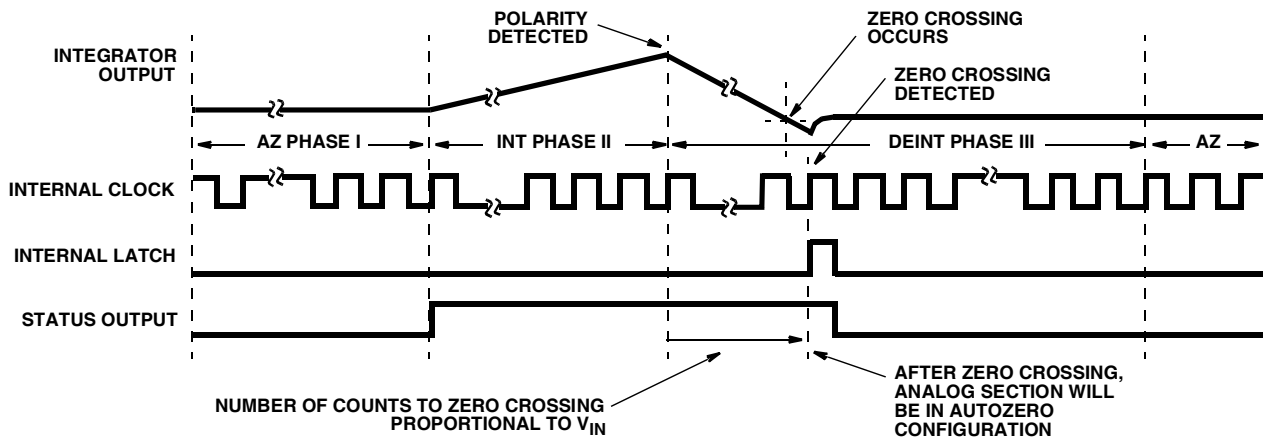 POLARITY
DETECTED
ZERO CROSSING
OCCURS
INTEGRATOR
OUTPUT
ZERO CROSSING
DETECTED
AZ PHASE I
INT PHASE II
DEINT PHASE III
AZ
INTERNAL CLOCK
INTERNAL LATCH
STATUS OUTPUT
NUMBER OF COUNTS TO ZERO CROSSING
PROPORTIONAL TO VIN
AFTER ZERO CROSSING,
ANALOG SECTION WILL
BE IN AUTOZERO
CONFIGURATION